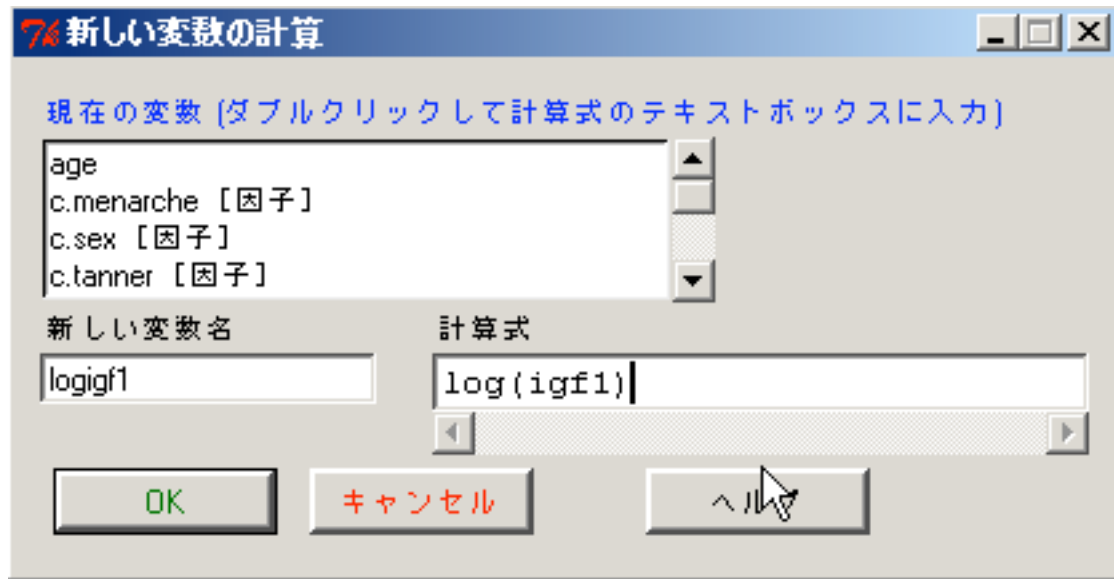 新しい変数の計算
現在の変数 (ダブルクリックして計算式のテキストボックスに入力)
age
c.menarche [因子]
c.sex [因子]
c.tanner [因子]
新しい変数名 計算式
logigf1 log(igf1)
OK キャンセル ヘルプ